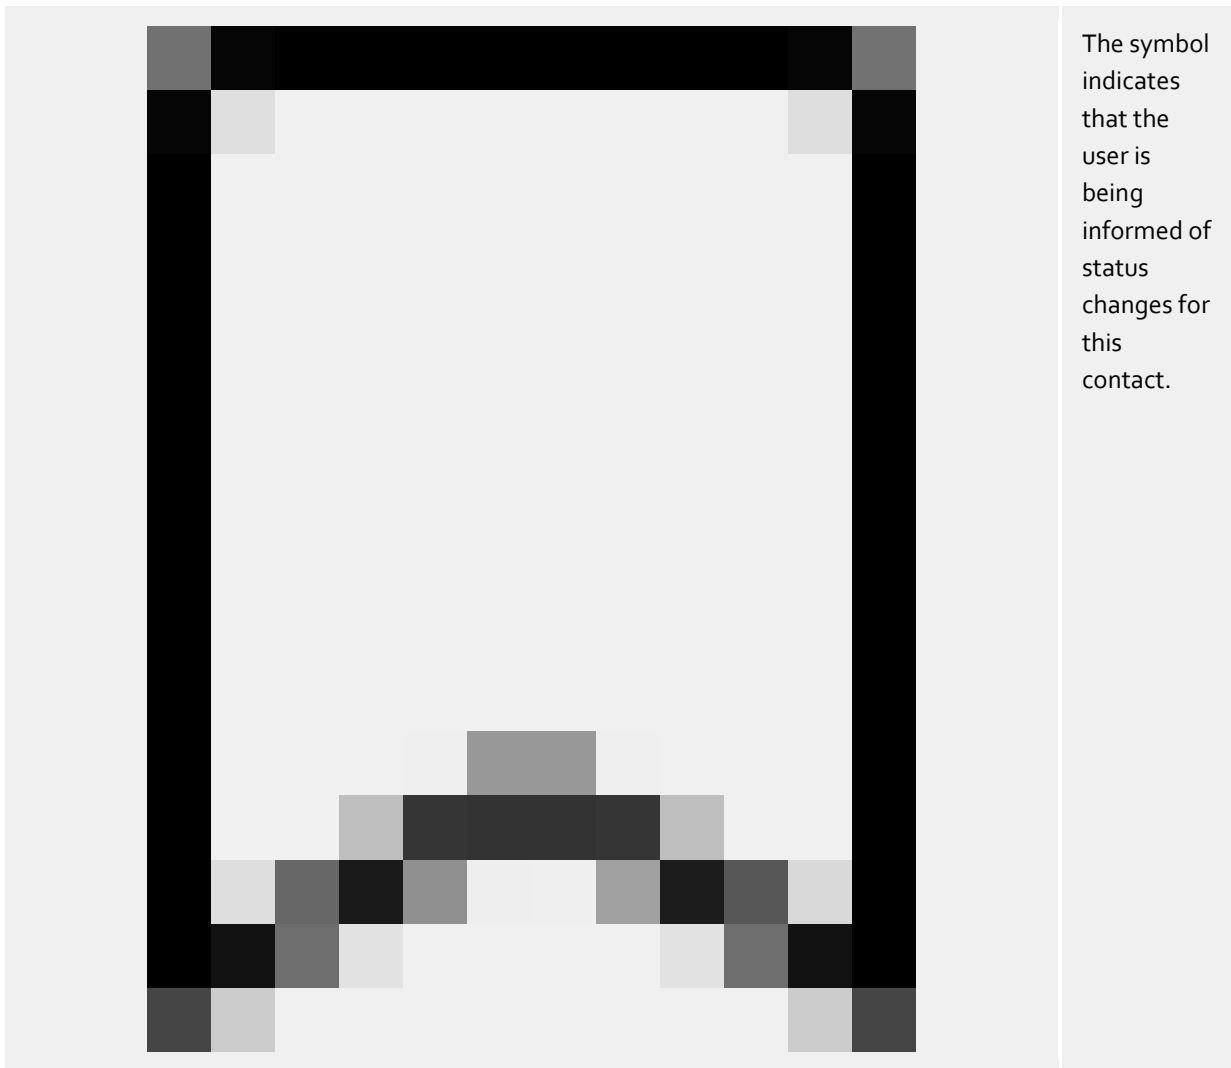 The symbol
indicates
that the
user is
being
informed of
status
changes for
this
contact.